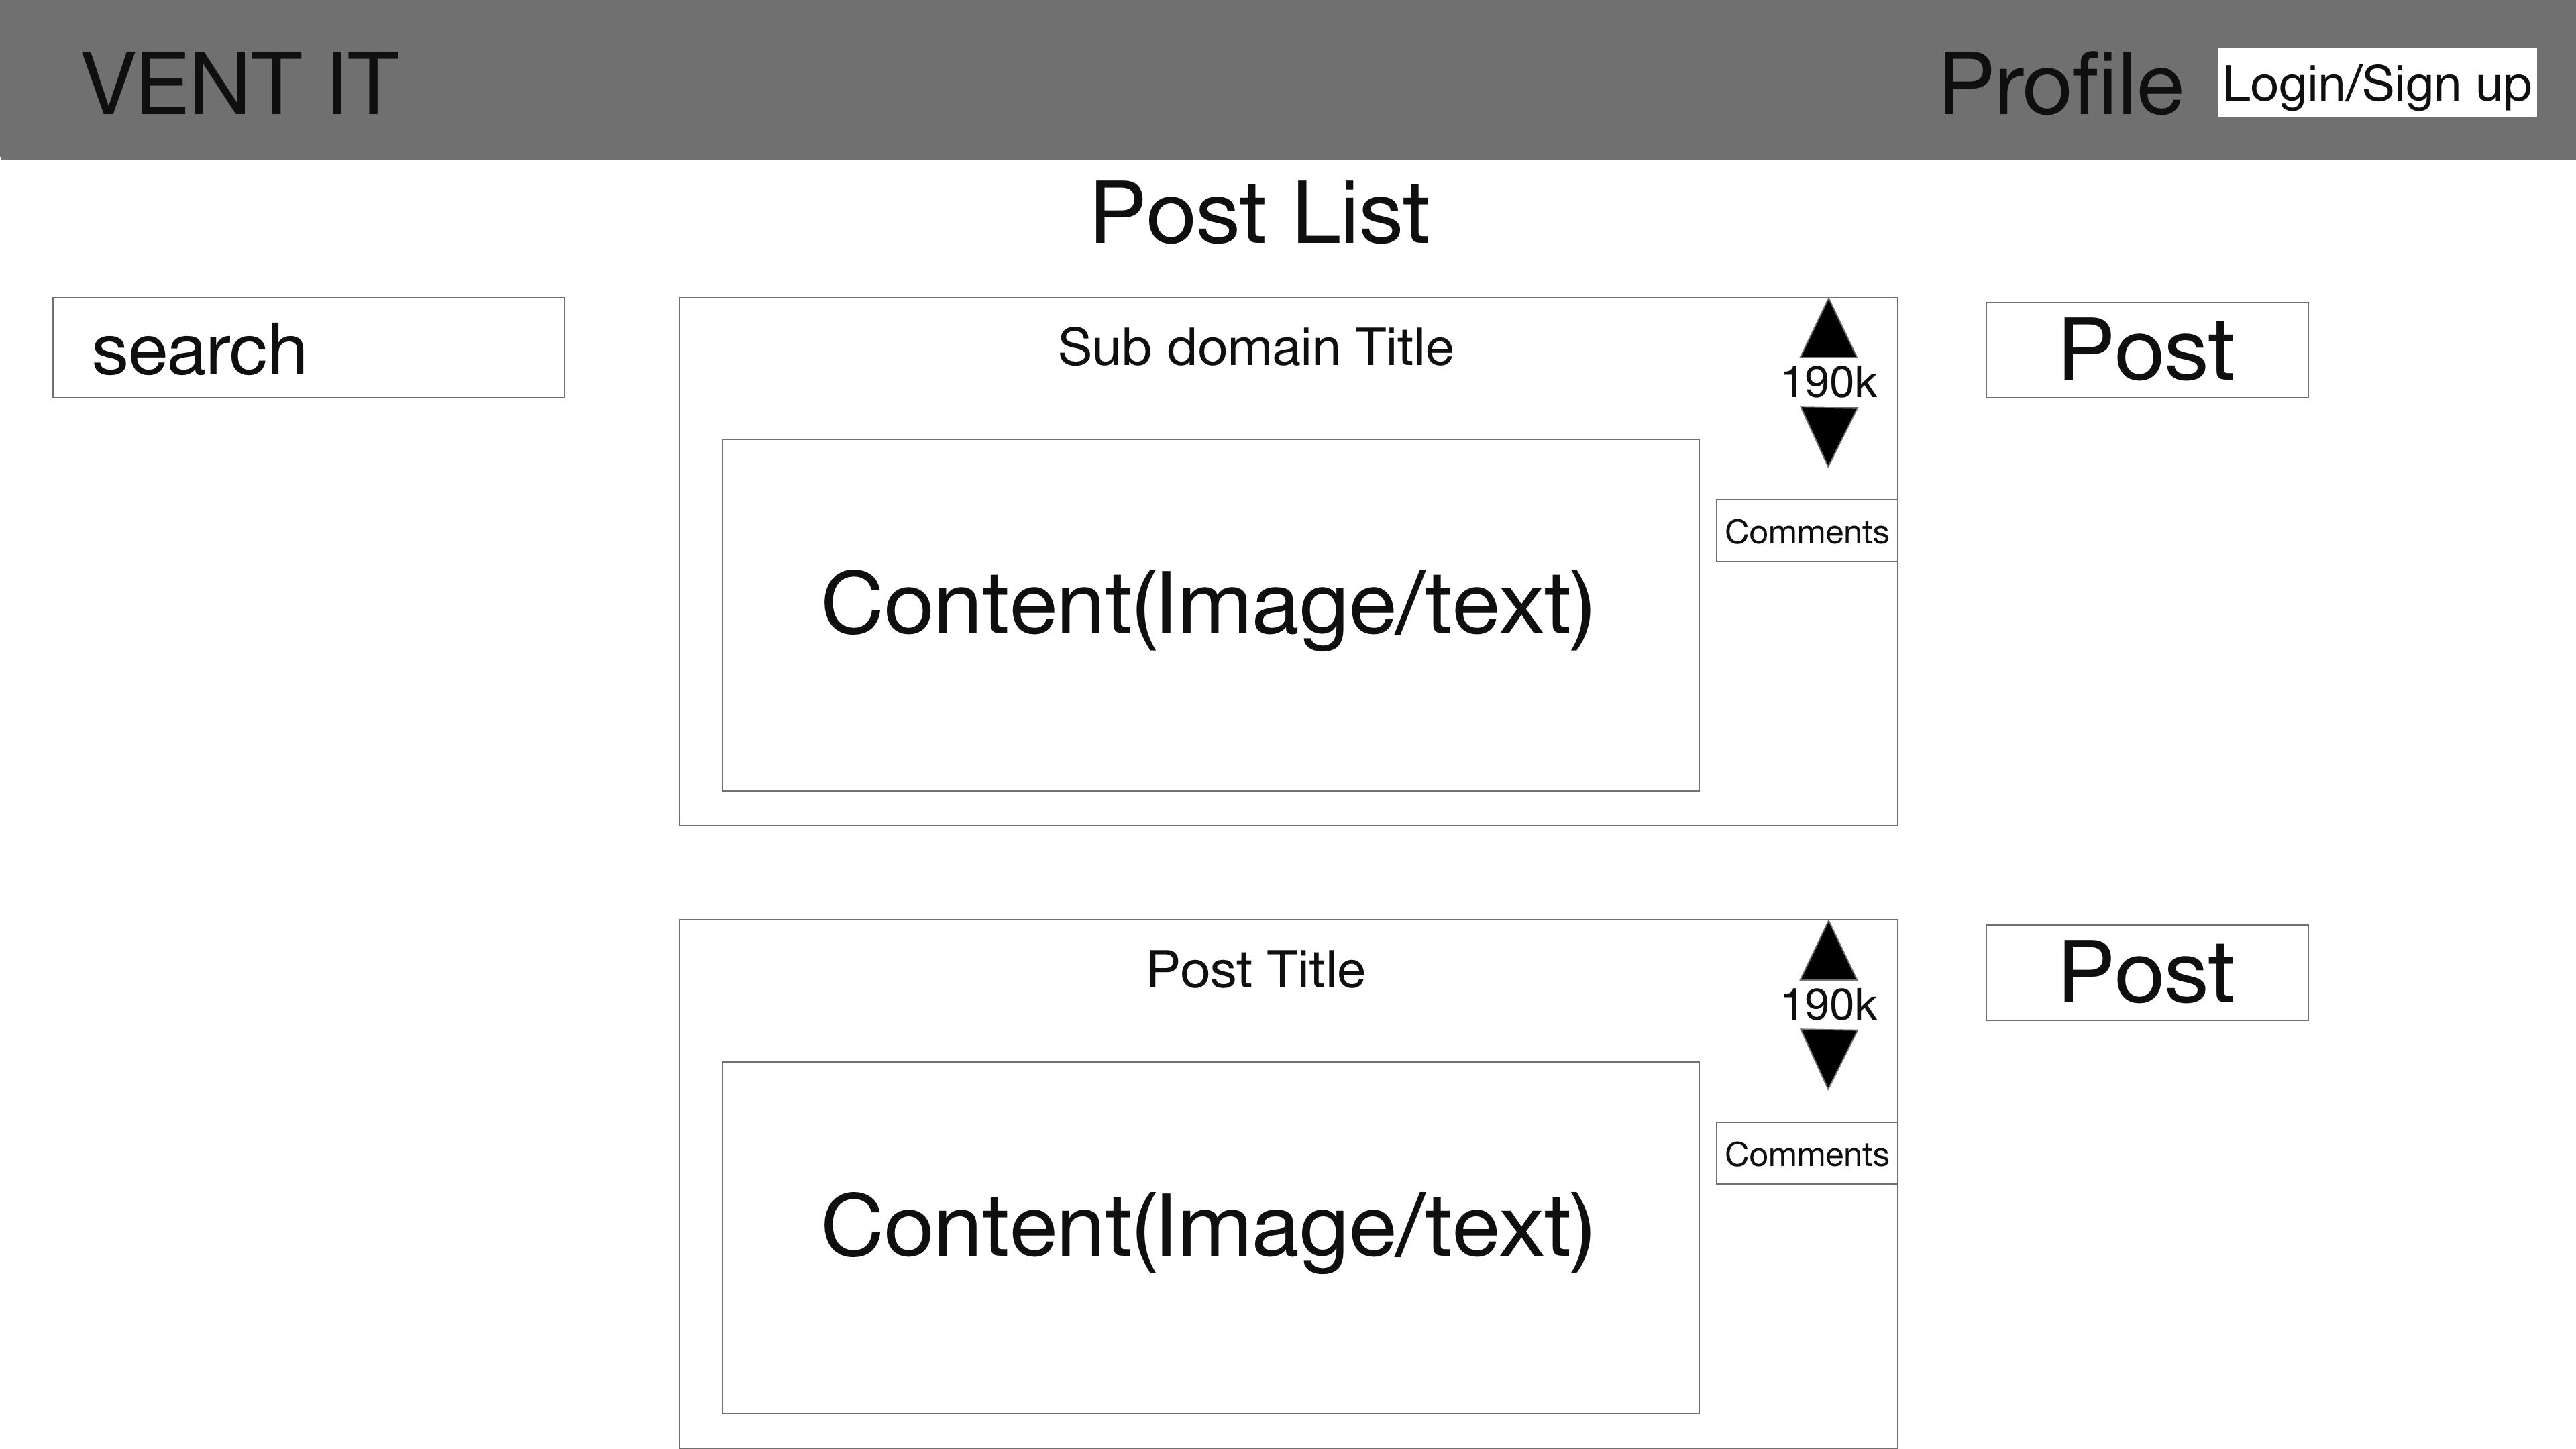 VENT IT
Profile
Login/Sign up
Post List
search
Sub domain Title
190k
Post
Comments
Content(Image/text)
Post Title
190k
Post
Comments
Content(Image/text)